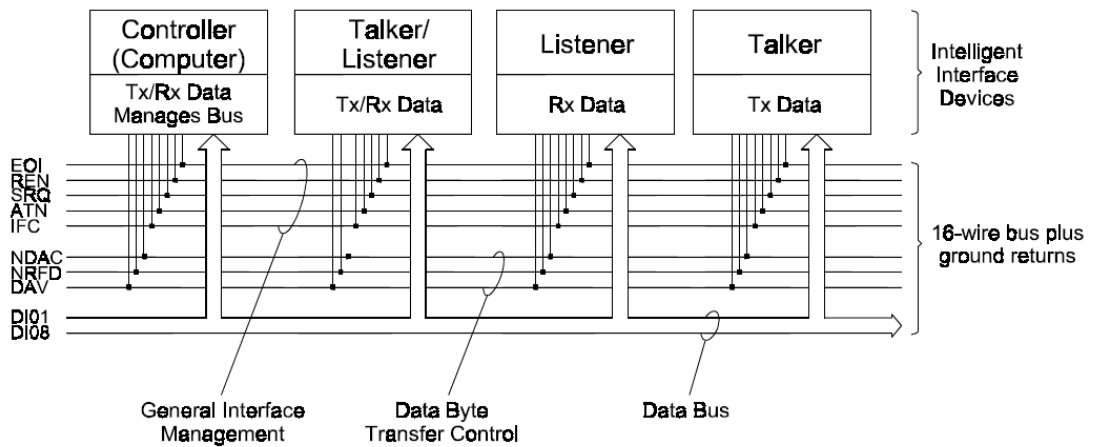 Controller
(Computer)
Tx/Rx Data
Manages Bus
Talker/
Listener
Tx/Rx Data
Listener
Rx Data
Talker
Tx Data
Intelligent
Interface
Devices
EOI
REN
SRQ
ATN
IFC
NDAC
NRFD
DAV
DI01
DI08
16-wire bus plus
ground returns
General Interface
Management
Data Byte
Transfer Control
Data Bus